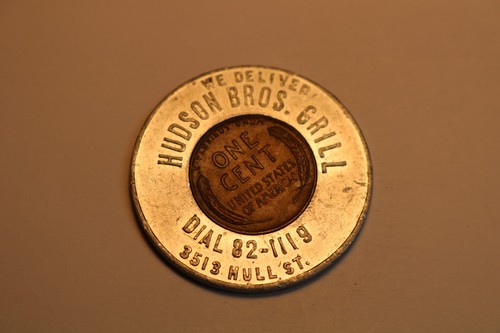 "WE DELIVER"
HUDSON BROS. GRILL
ONE
CENT
UNITED STATES
OF AMERICA
DIAL 82-1119
3513 HULL ST.